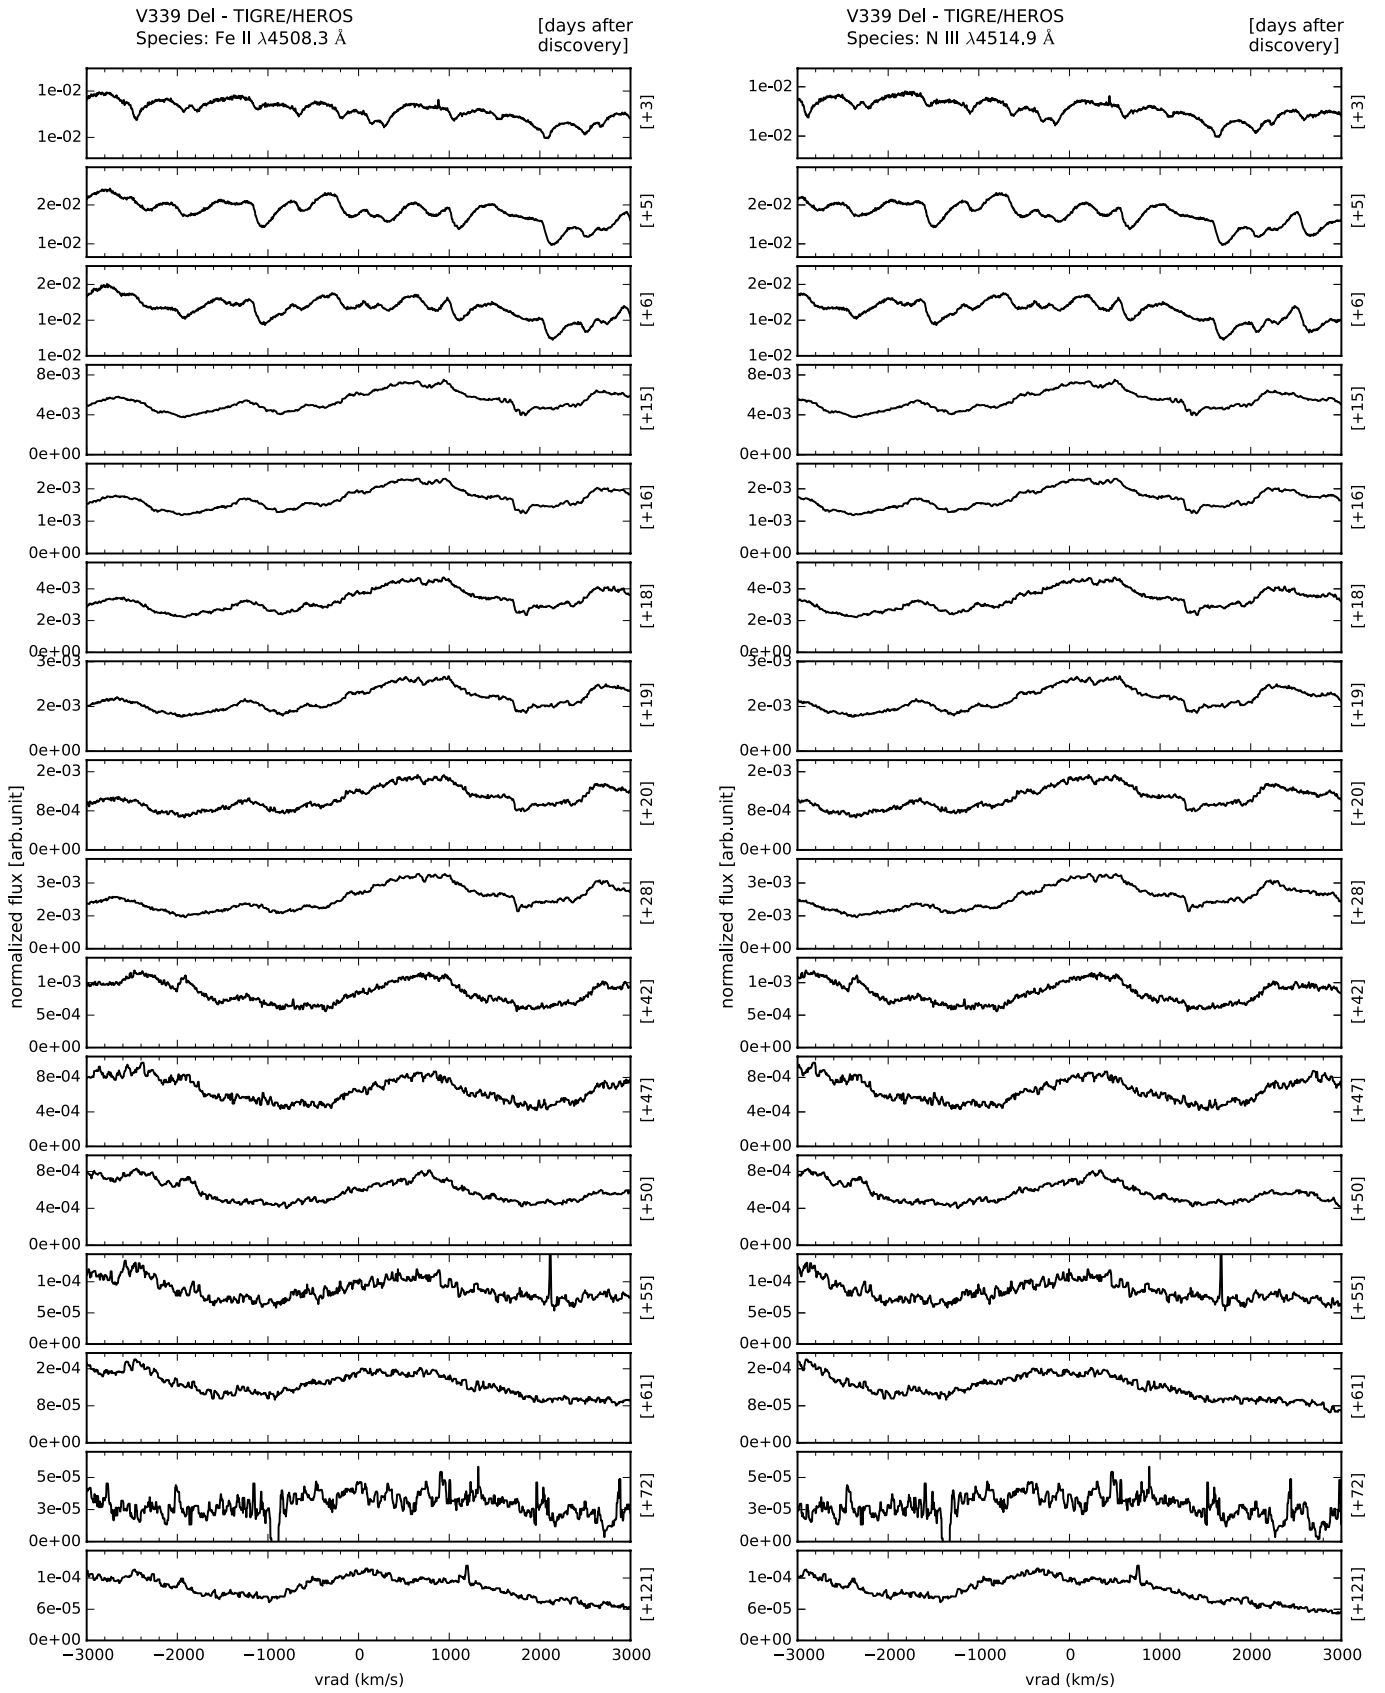 V339 Del - TIGRE/HEROS
Species: Fe II λ4508.3 Å
[days after
discovery]
1e-02
1e-02
[+3]
2e-02
1e-02
[+5]
2e-02
1e-02
1e-02
[+6]
8e-03
4e-03
0e+00
[+15]
2e-03
1e-03
0e+00
[+16]
4e-03
2e-03
0e+00
[+18]
3e-03
2e-03
0e+00
[+19]
2e-03
8e-04
0e+00
[+20]
3e-03
2e-03
0e+00
[+28]
1e-03
5e-04
0e+00
[+42]
8e-04
4e-04
0e+00
[+47]
8e-04
4e-04
0e+00
[+50]
1e-04
5e-05
0e+00
[+55]
2e-04
8e-05
0e+00
[+61]
5e-05
3e-05
0e+00
[+72]
1e-04
6e-05
0e+00
[+121]
normalized flux [arb.unit]
−3000 −2000 −1000 0 1000 2000 3000
vrad (km/s)
V339 Del - TIGRE/HEROS
Species: N III λ4514.9 Å
[days after
discovery]
1e-02
1e-02
[+3]
2e-02
1e-02
[+5]
2e-02
1e-02
1e-02
[+6]
8e-03
4e-03
0e+00
[+15]
2e-03
1e-03
0e+00
[+16]
4e-03
2e-03
0e+00
[+18]
3e-03
2e-03
0e+00
[+19]
2e-03
8e-04
0e+00
[+20]
3e-03
2e-03
0e+00
[+28]
1e-03
5e-04
0e+00
[+42]
8e-04
4e-04
0e+00
[+47]
8e-04
4e-04
0e+00
[+50]
1e-04
5e-05
0e+00
[+55]
2e-04
8e-05
0e+00
[+61]
5e-05
3e-05
0e+00
[+72]
1e-04
6e-05
0e+00
[+121]
normalized flux [arb.unit]
−3000 −2000 −1000 0 1000 2000 3000
vrad (km/s)